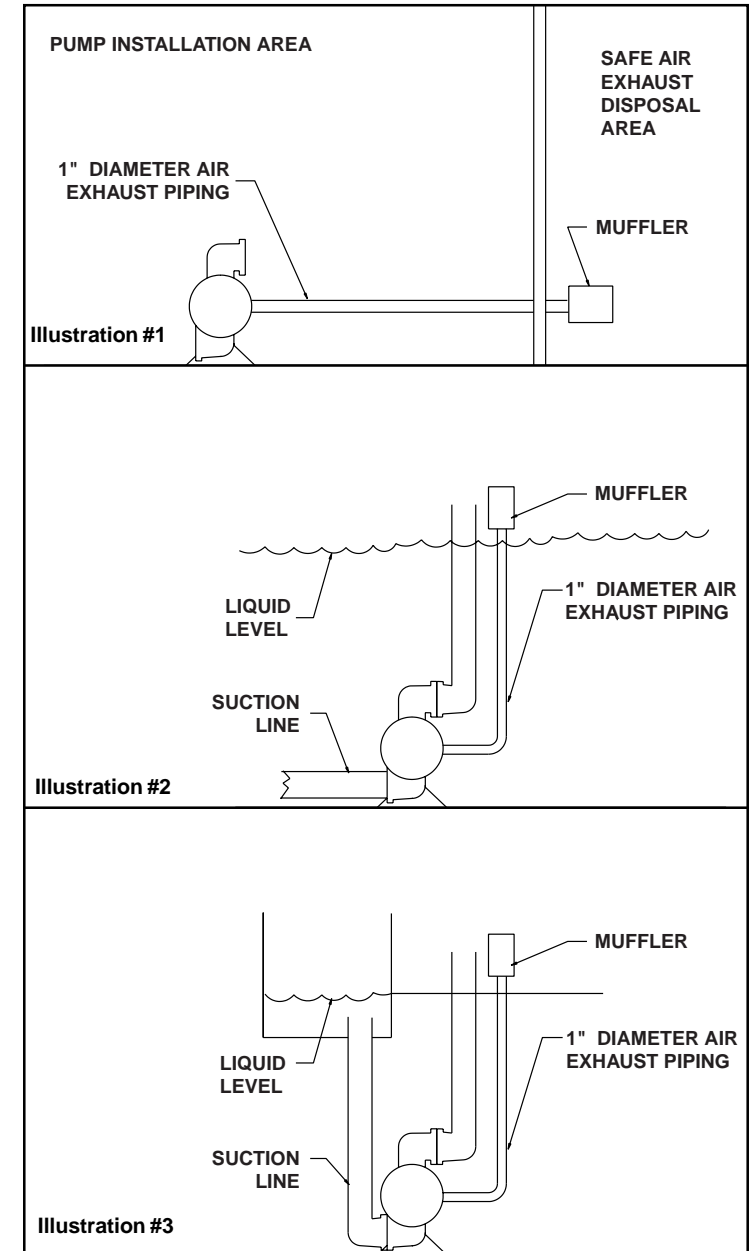 PUMP INSTALLATION AREA
SAFE AIR
EXHAUST
DISPOSAL
AREA
1" DIAMETER AIR
EXHAUST PIPING
MUFFLER
Illustration #1
MUFFLER
LIQUID
LEVEL
1" DIAMETER AIR
EXHAUST PIPING
SUCTION
LINE
Illustration #2
MUFFLER
LIQUID
LEVEL
1" DIAMETER AIR
EXHAUST PIPING
SUCTION
LINE
Illustration #3